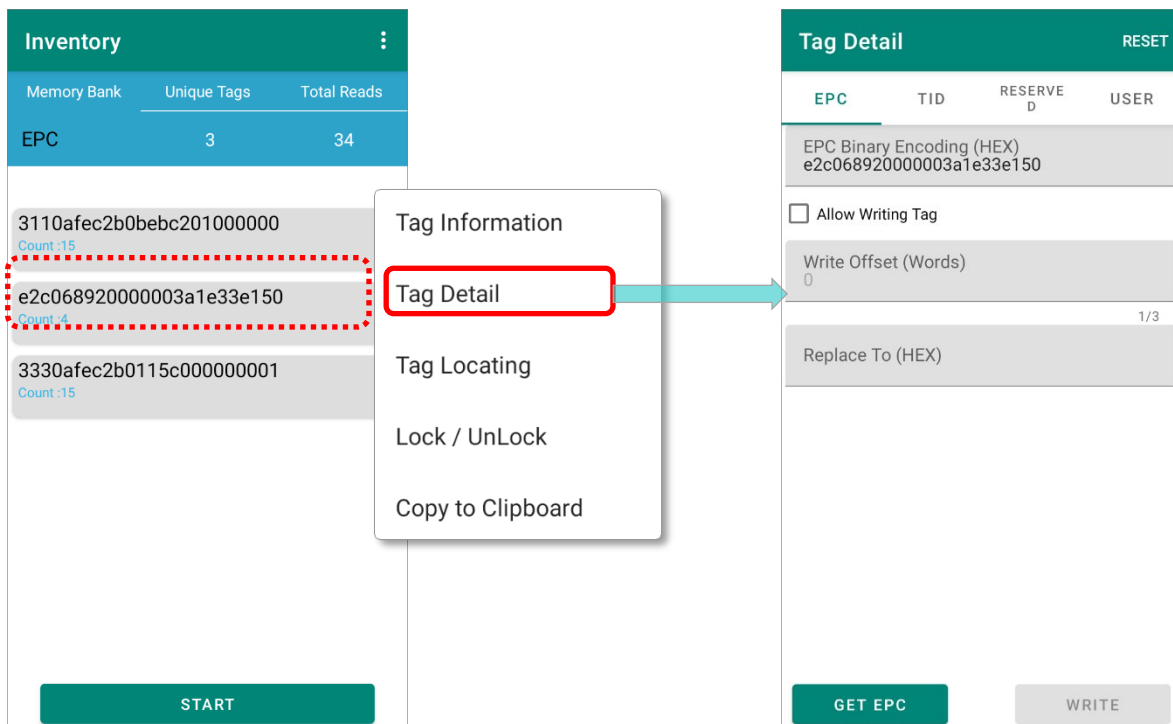 Inventory
Memory Bank Unique Tags Total Reads
EPC 3 34
3110afec2b0bebc201000000
Count :15
e2c068920000003a1e33e150
Count :4
3330afec2b0115c000000001
Count :15
START
Tag Information
Tag Detail
Tag Locating
Lock / UnLock
Copy to Clipboard
Tag Detail RESET
EPC TID RESERVE
D USER
EPC Binary Encoding (HEX)
e2c068920000003a1e33e150
Allow Writing Tag
Write Offset (Words)
0
1/3
Replace To (HEX)
GET EPC WRITE